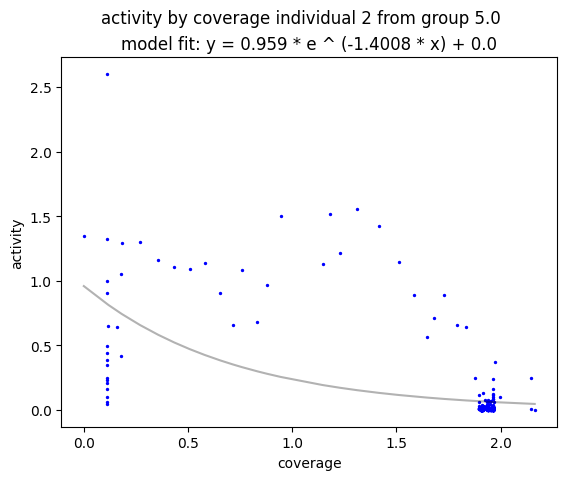 activity by coverage individual 2 from group 5.0
model fit: y = 0.959 * e ^ (-1.4008 * x) + 0.0
2.5
2.0
1.5
1.0
0.5
0.0
activity
0.0 0.5 1.0 1.5 2.0
coverage